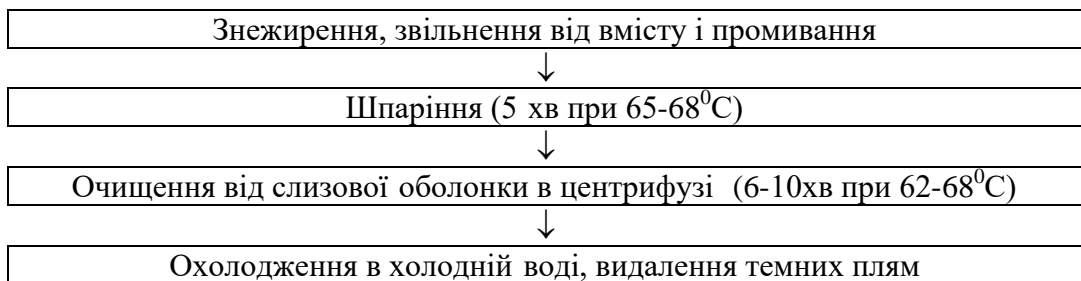 Знежирення, звільнення від вмісту і промивання
↓
Шпаріння (5 хв при 65-68⁰С)
↓
Очищення від слизової оболонки в центрифузі (6-10хв при 62-68⁰С)
↓
Охолодження в холодній воді, видалення темних плям